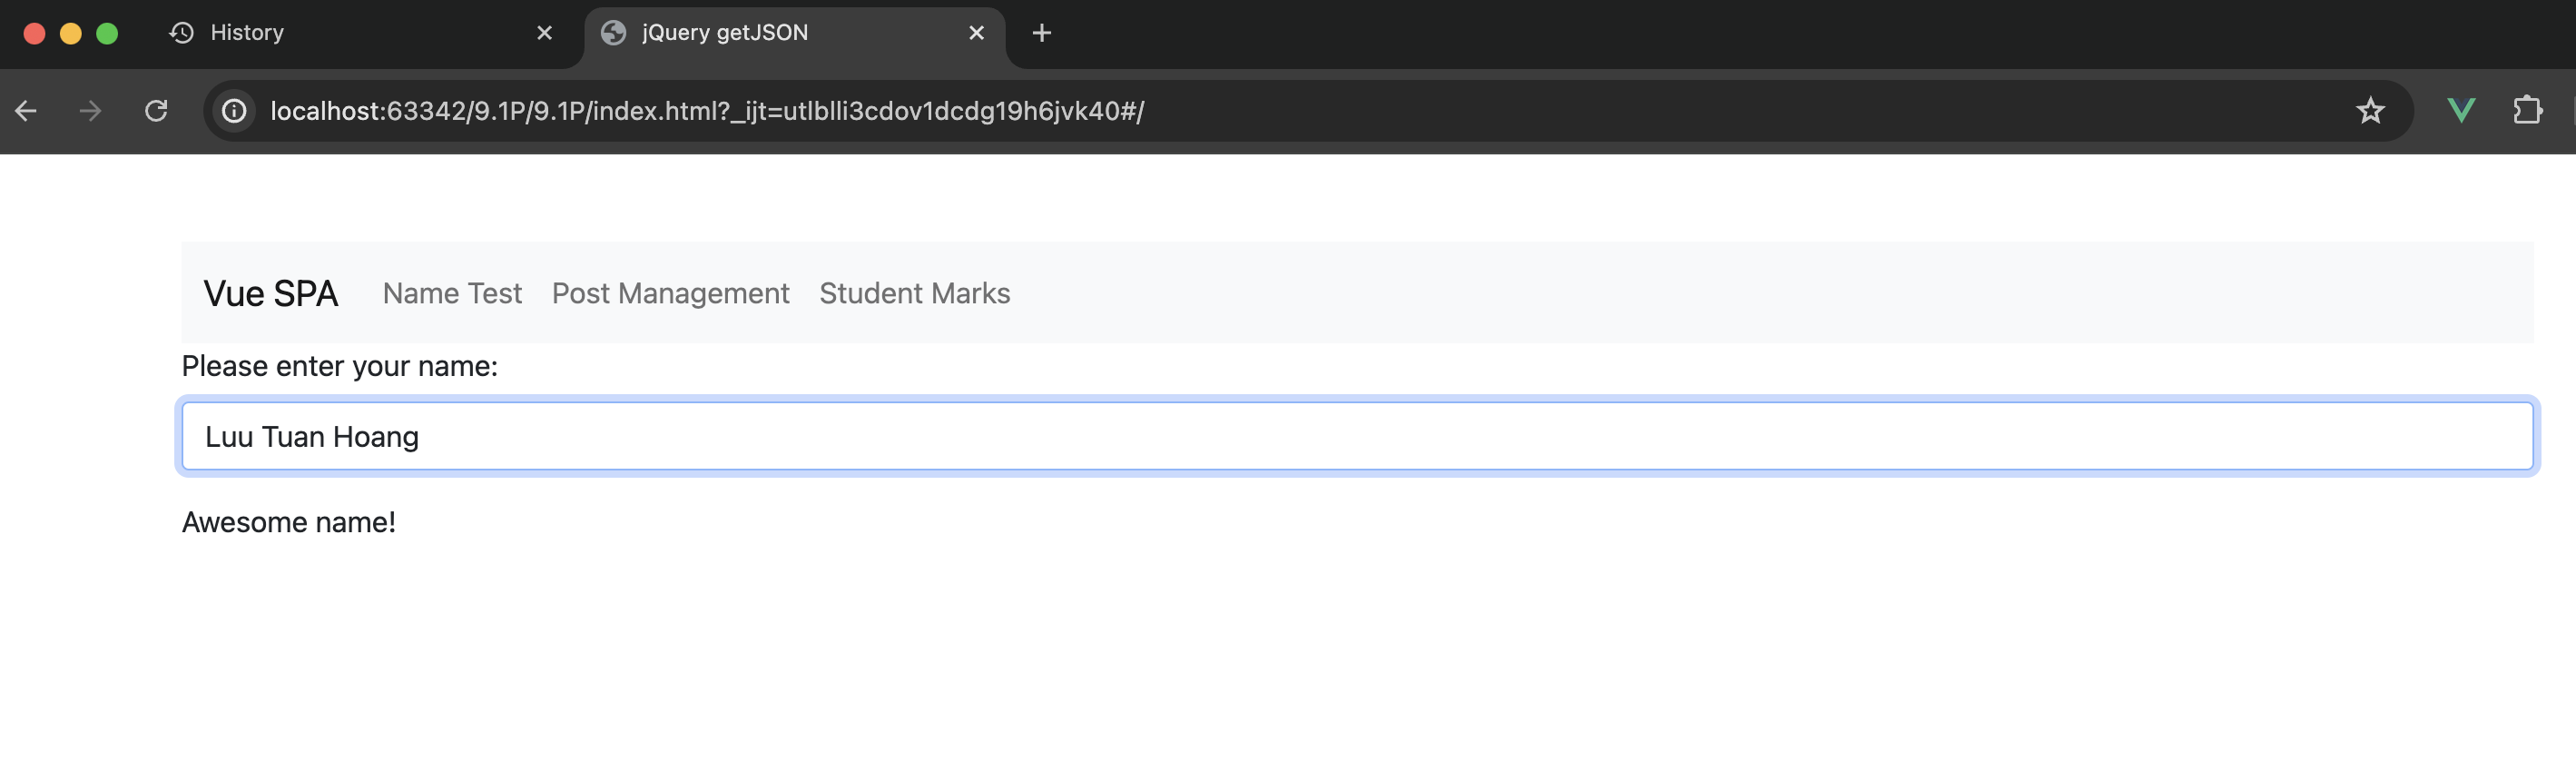 History
jQuery getJSON
localhost:63342/9.1P/9.1P/index.html?_ijt=utlblli3cdov1dcdg19h6jvk40#/
Vue SPA Name Test Post Management Student Marks
Please enter your name:
Luu Tuan Hoang
Awesome name!